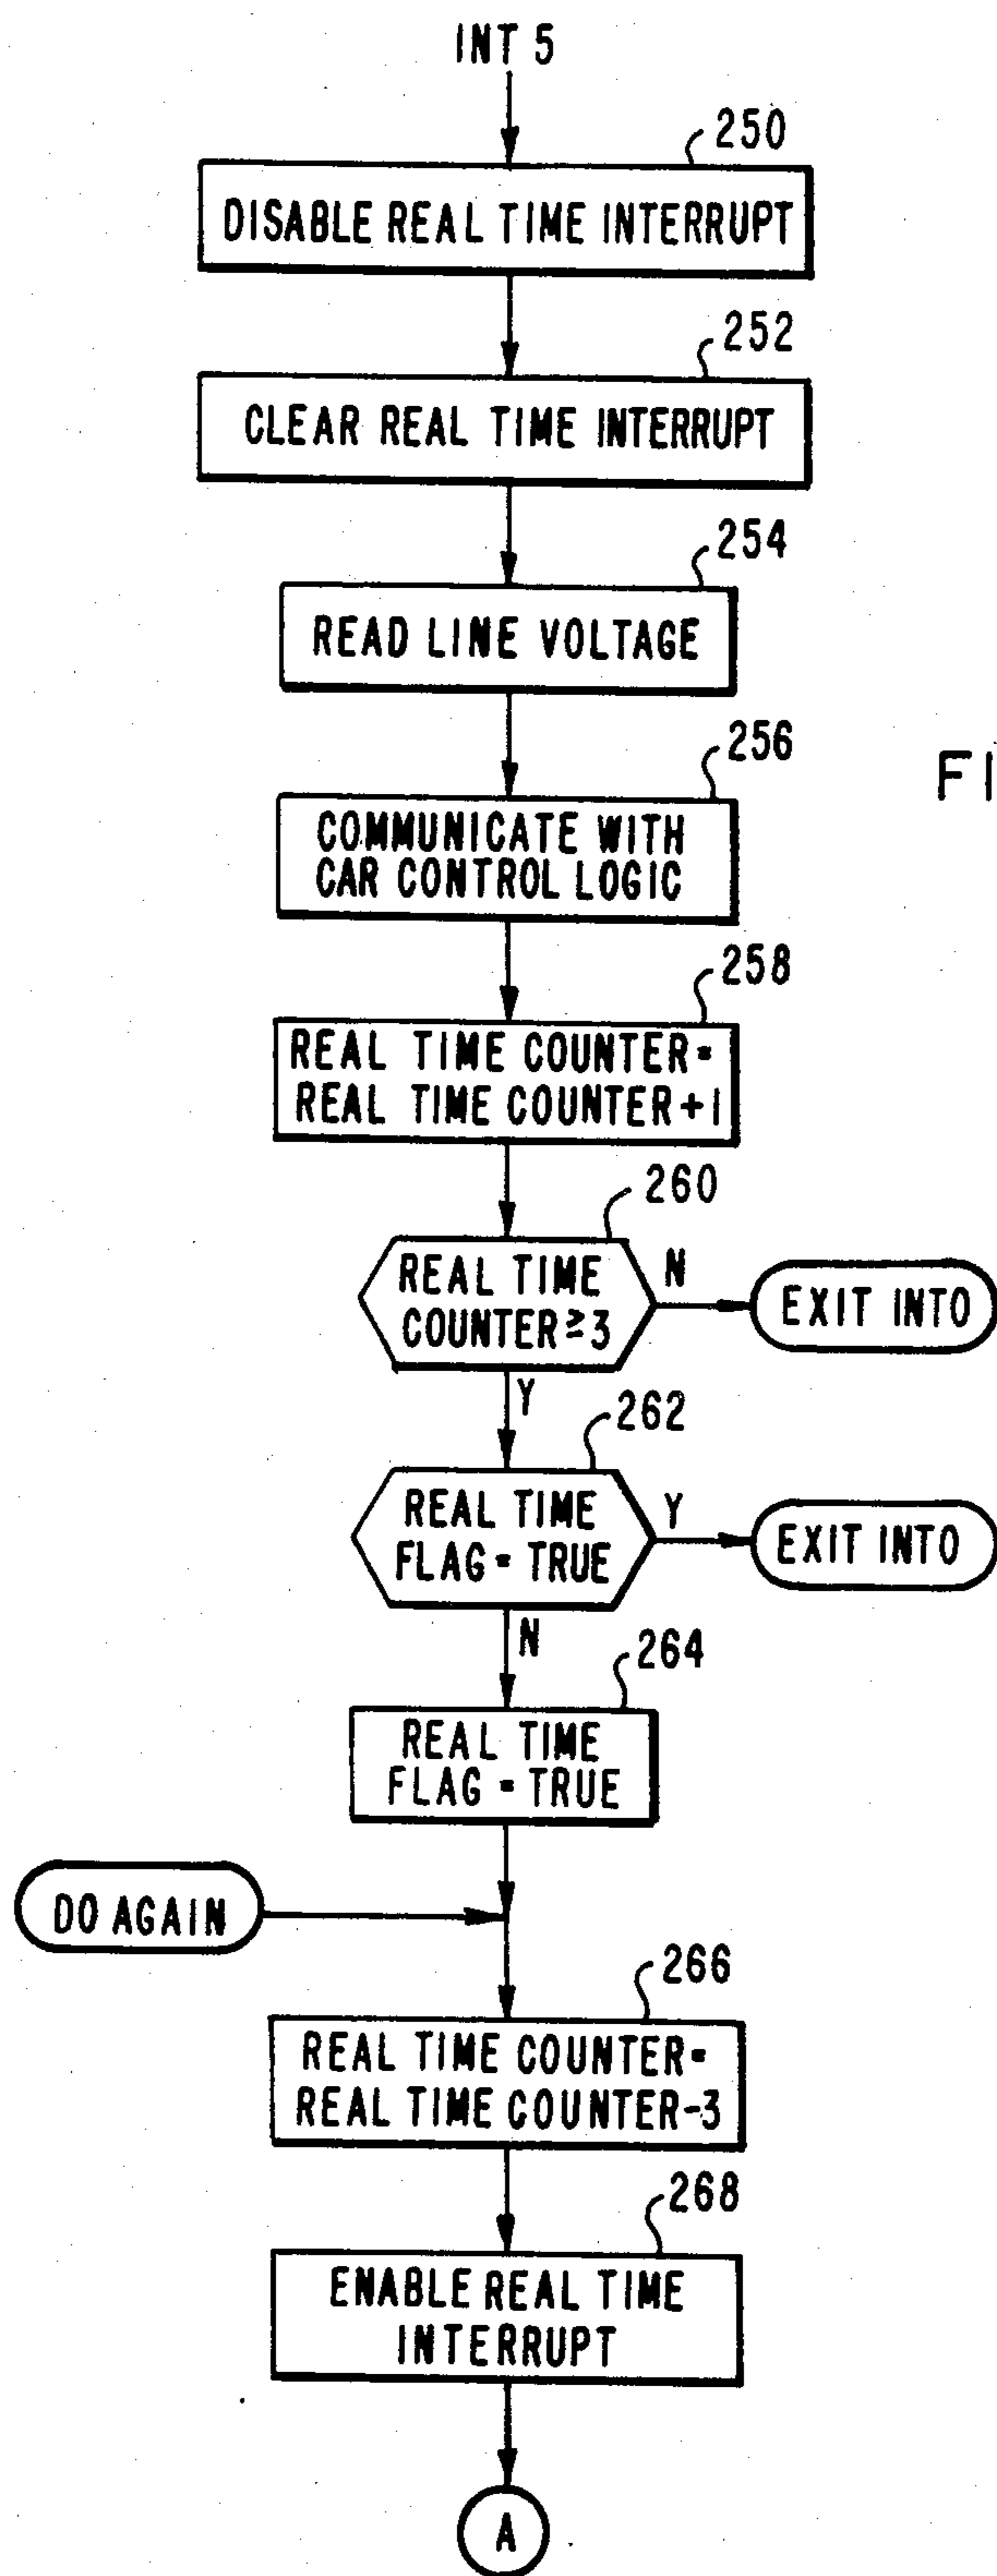 INT 5
250
DISABLE REAL TIME INTERRUPT
252
CLEAR REAL TIME INTERRUPT
254
READ LINE VOLTAGE
256
COMMUNICATE WITH
CAR CONTROL LOGIC
FI
258
REAL TIME COUNTER=
REAL TIME COUNTER+1
260
REAL TIME
COUNTER≥3
N
EXIT INTO
Y
262
REAL TIME
FLAG = TRUE
Y
EXIT INTO
N
264
REAL TIME
FLAG = TRUE
DO AGAIN
266
REAL TIME COUNTER=
REAL TIME COUNTER-3
268
ENABLE REAL TIME
INTERRUPT
A